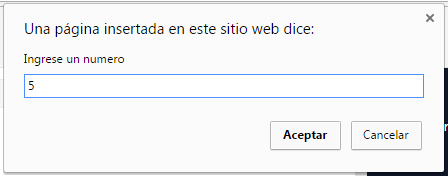 Una página insertada en este sitio web dice:
Ingrese un numero
5
Aceptar Cancelar